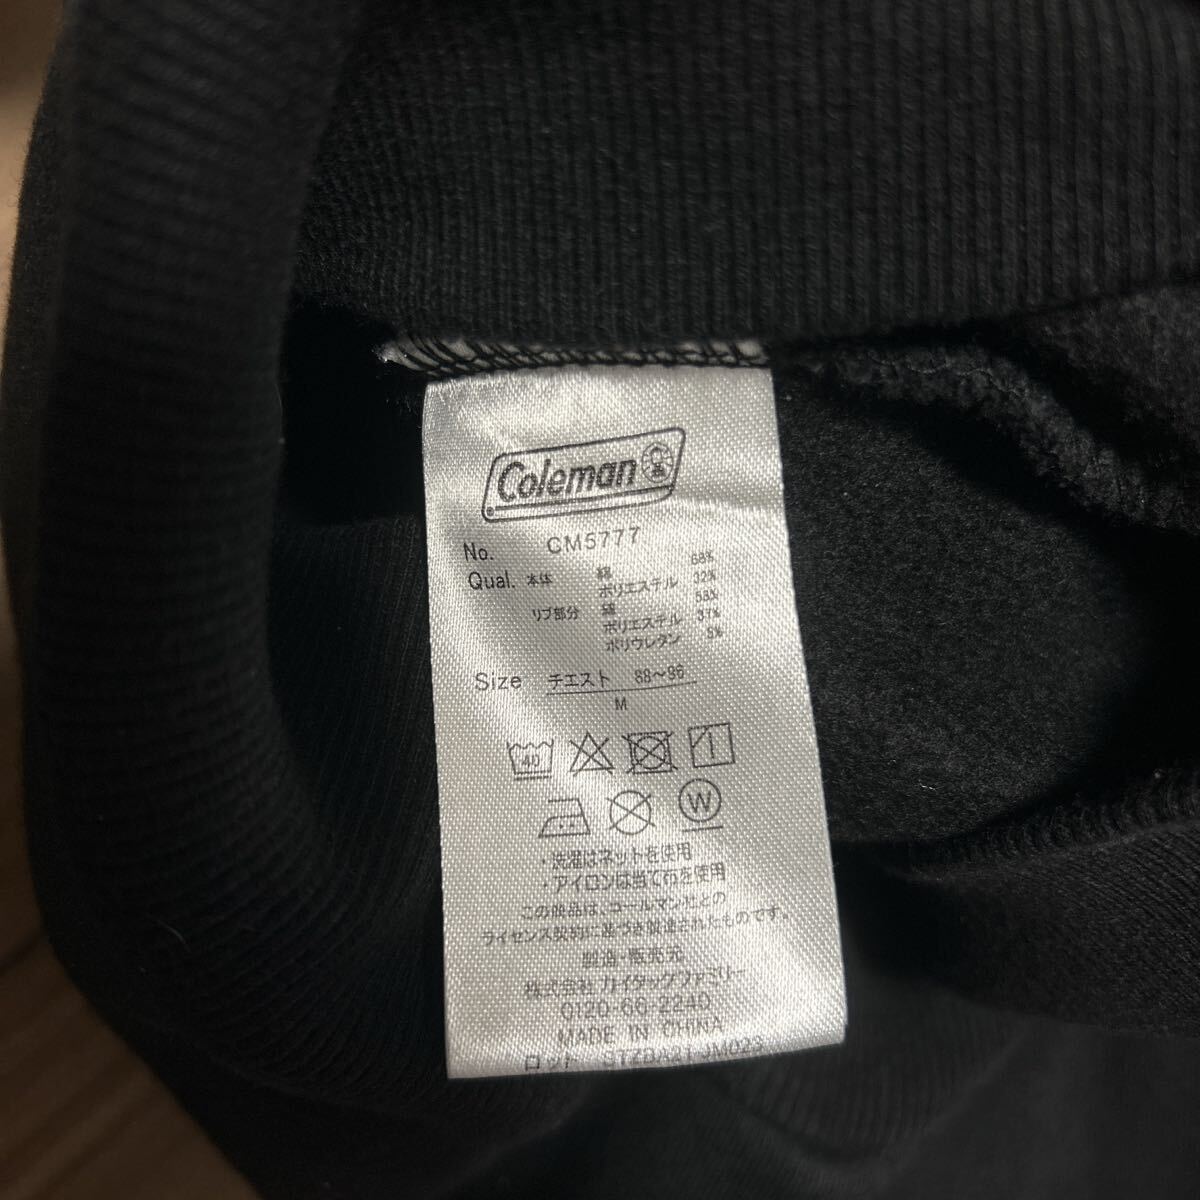 Coleman
No. CM5777
Qual. 本体 綿 68%
ポリエステル 32%
リブ部分 綿 58%
ポリエステル 37%
ポリウレタン 5%
Size チエスト 88〜96
M
40
W
・洗濯はネットを使用
・アイロンは当て布を使用
この商品は、コールマン社との
ライセンス契約に基づき製造されたものです。
製造・販売元
株式会社カイタックファミリー
0120-66-2240
MADE IN CHINA
ロット STZBA21-JM023